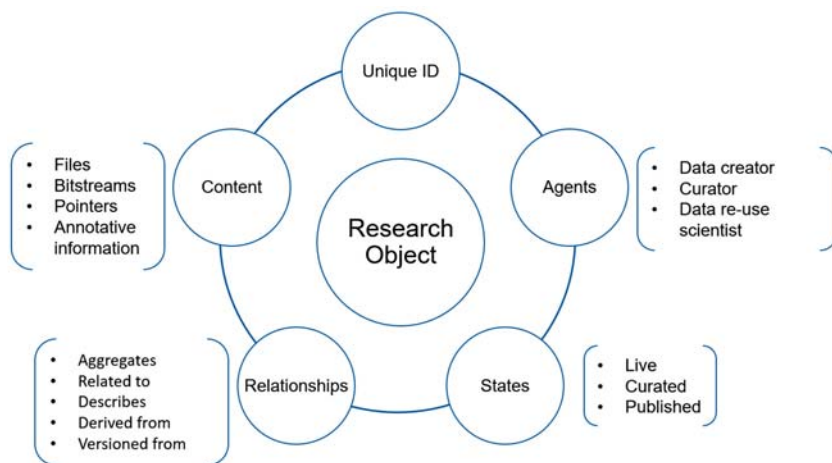 Unique ID
Content
• Files
• Bitstreams
• Pointers
• Annotative
information
Agents
• Data creator
• Curator
• Data re-use
scientist
Research
Object
Relationships
• Aggregates
• Related to
• Describes
• Derived from
• Versioned from
States
• Live
• Curated
• Published